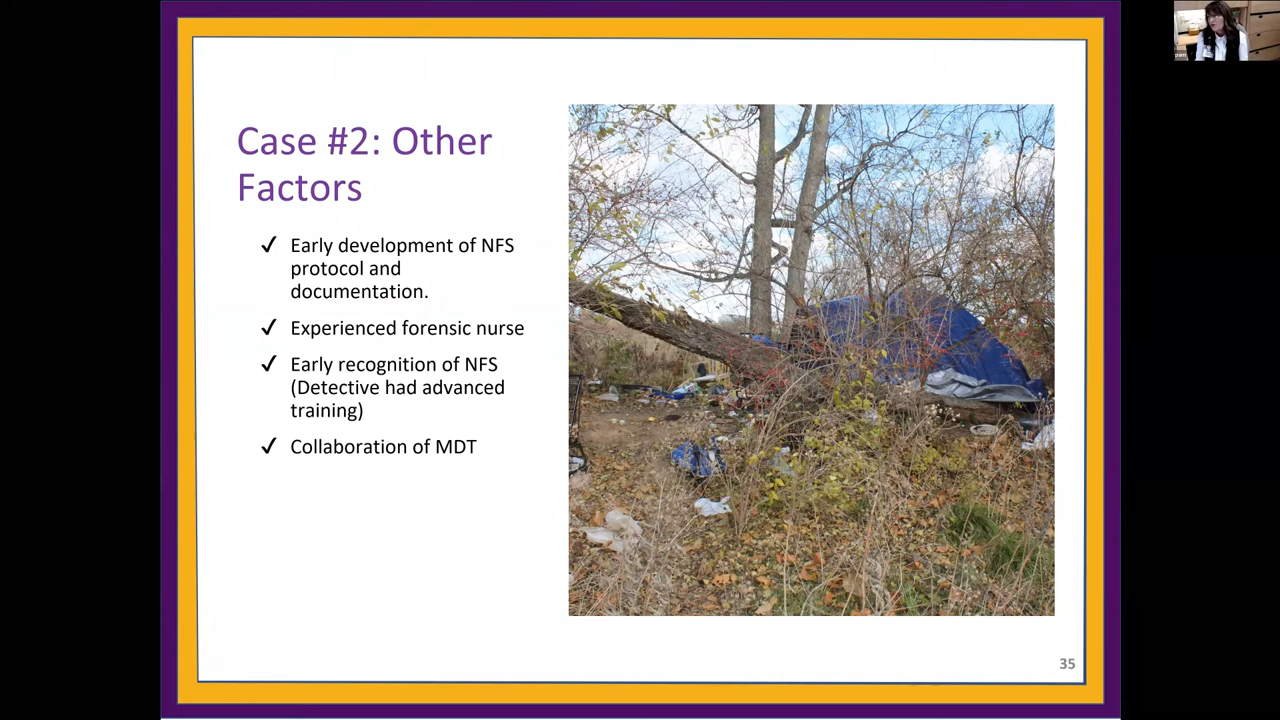 Case #2: Other
Factors
✓ Early development of NFS
protocol and
documentation.
✓ Experienced forensic nurse
✓ Early recognition of NFS
(Detective had advanced
training)
✓ Collaboration of MDT
35